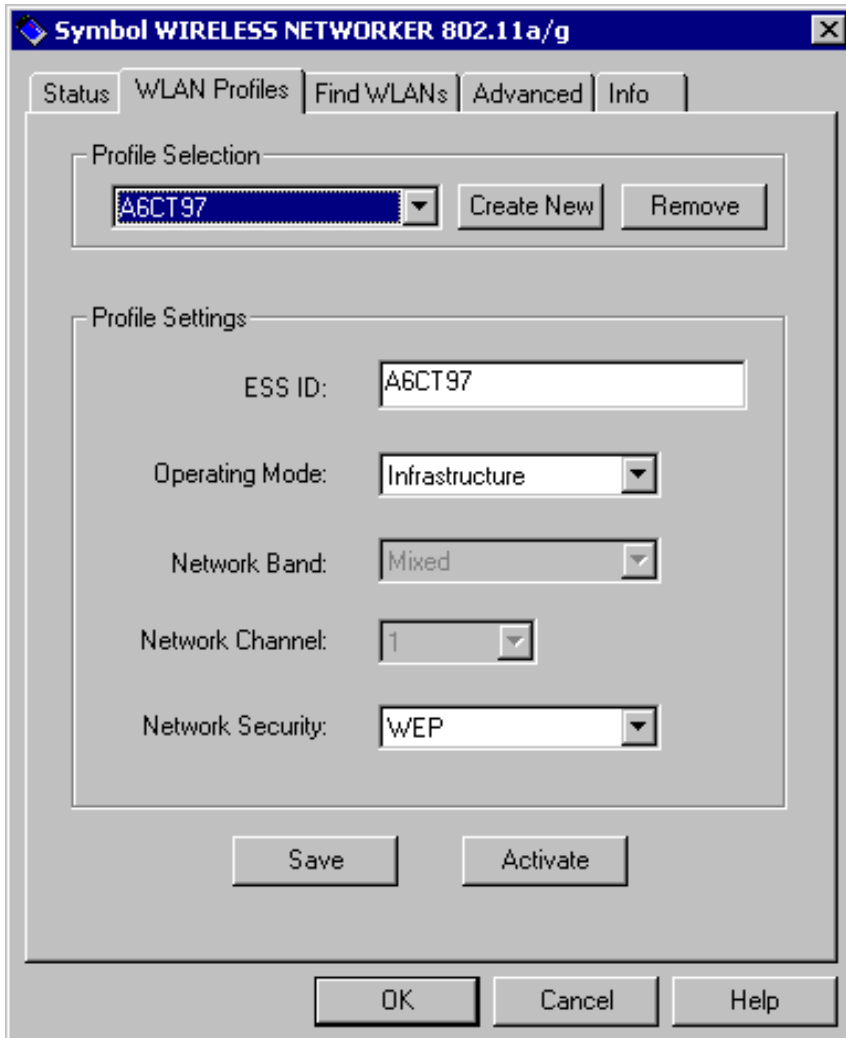 Symbol WIRELESS NETWORKER 802.11a/g
Status WLAN Profiles Find WLANs Advanced Info
Profile Selection
A6CT97 Create New Remove
Profile Settings
ESS ID: A6CT97
Operating Mode: Infrastructure
Network Band: Mixed
Network Channel: 1
Network Security: WEP
Save Activate
OK Cancel Help